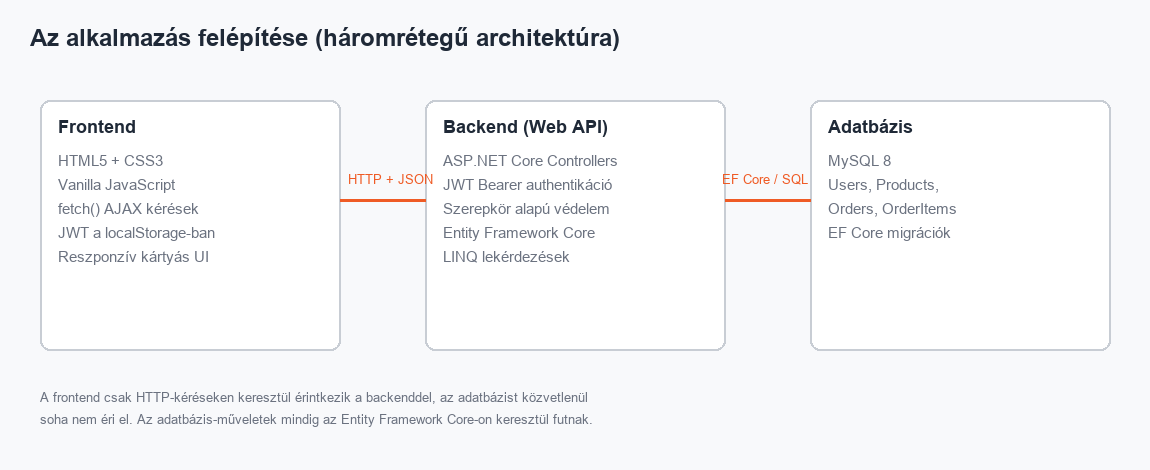 Az alkalmazás felépítése (háromrétegű architektúra)
Frontend
HTML5 + CSS3
Vanilla JavaScript
fetch() AJAX kérések
JWT a localStorage-ban
Reszponzív kártyás UI
HTTP + JSON
Backend (Web API)
ASP.NET Core Controllers
JWT Bearer authentikáció
Szerepkör alapú védelem
Entity Framework Core
LINQ lekérdezések
EF Core / SQL
Adatbázis
MySQL 8
Users, Products,
Orders, OrderItems
EF Core migrációk
A frontend csak HTTP-kéréseken keresztül érintkezik a backenddel, az adatbázist közvetlenül
soha nem éri el. Az adatbázis-műveletek mindig az Entity Framework Core-on keresztül futnak.